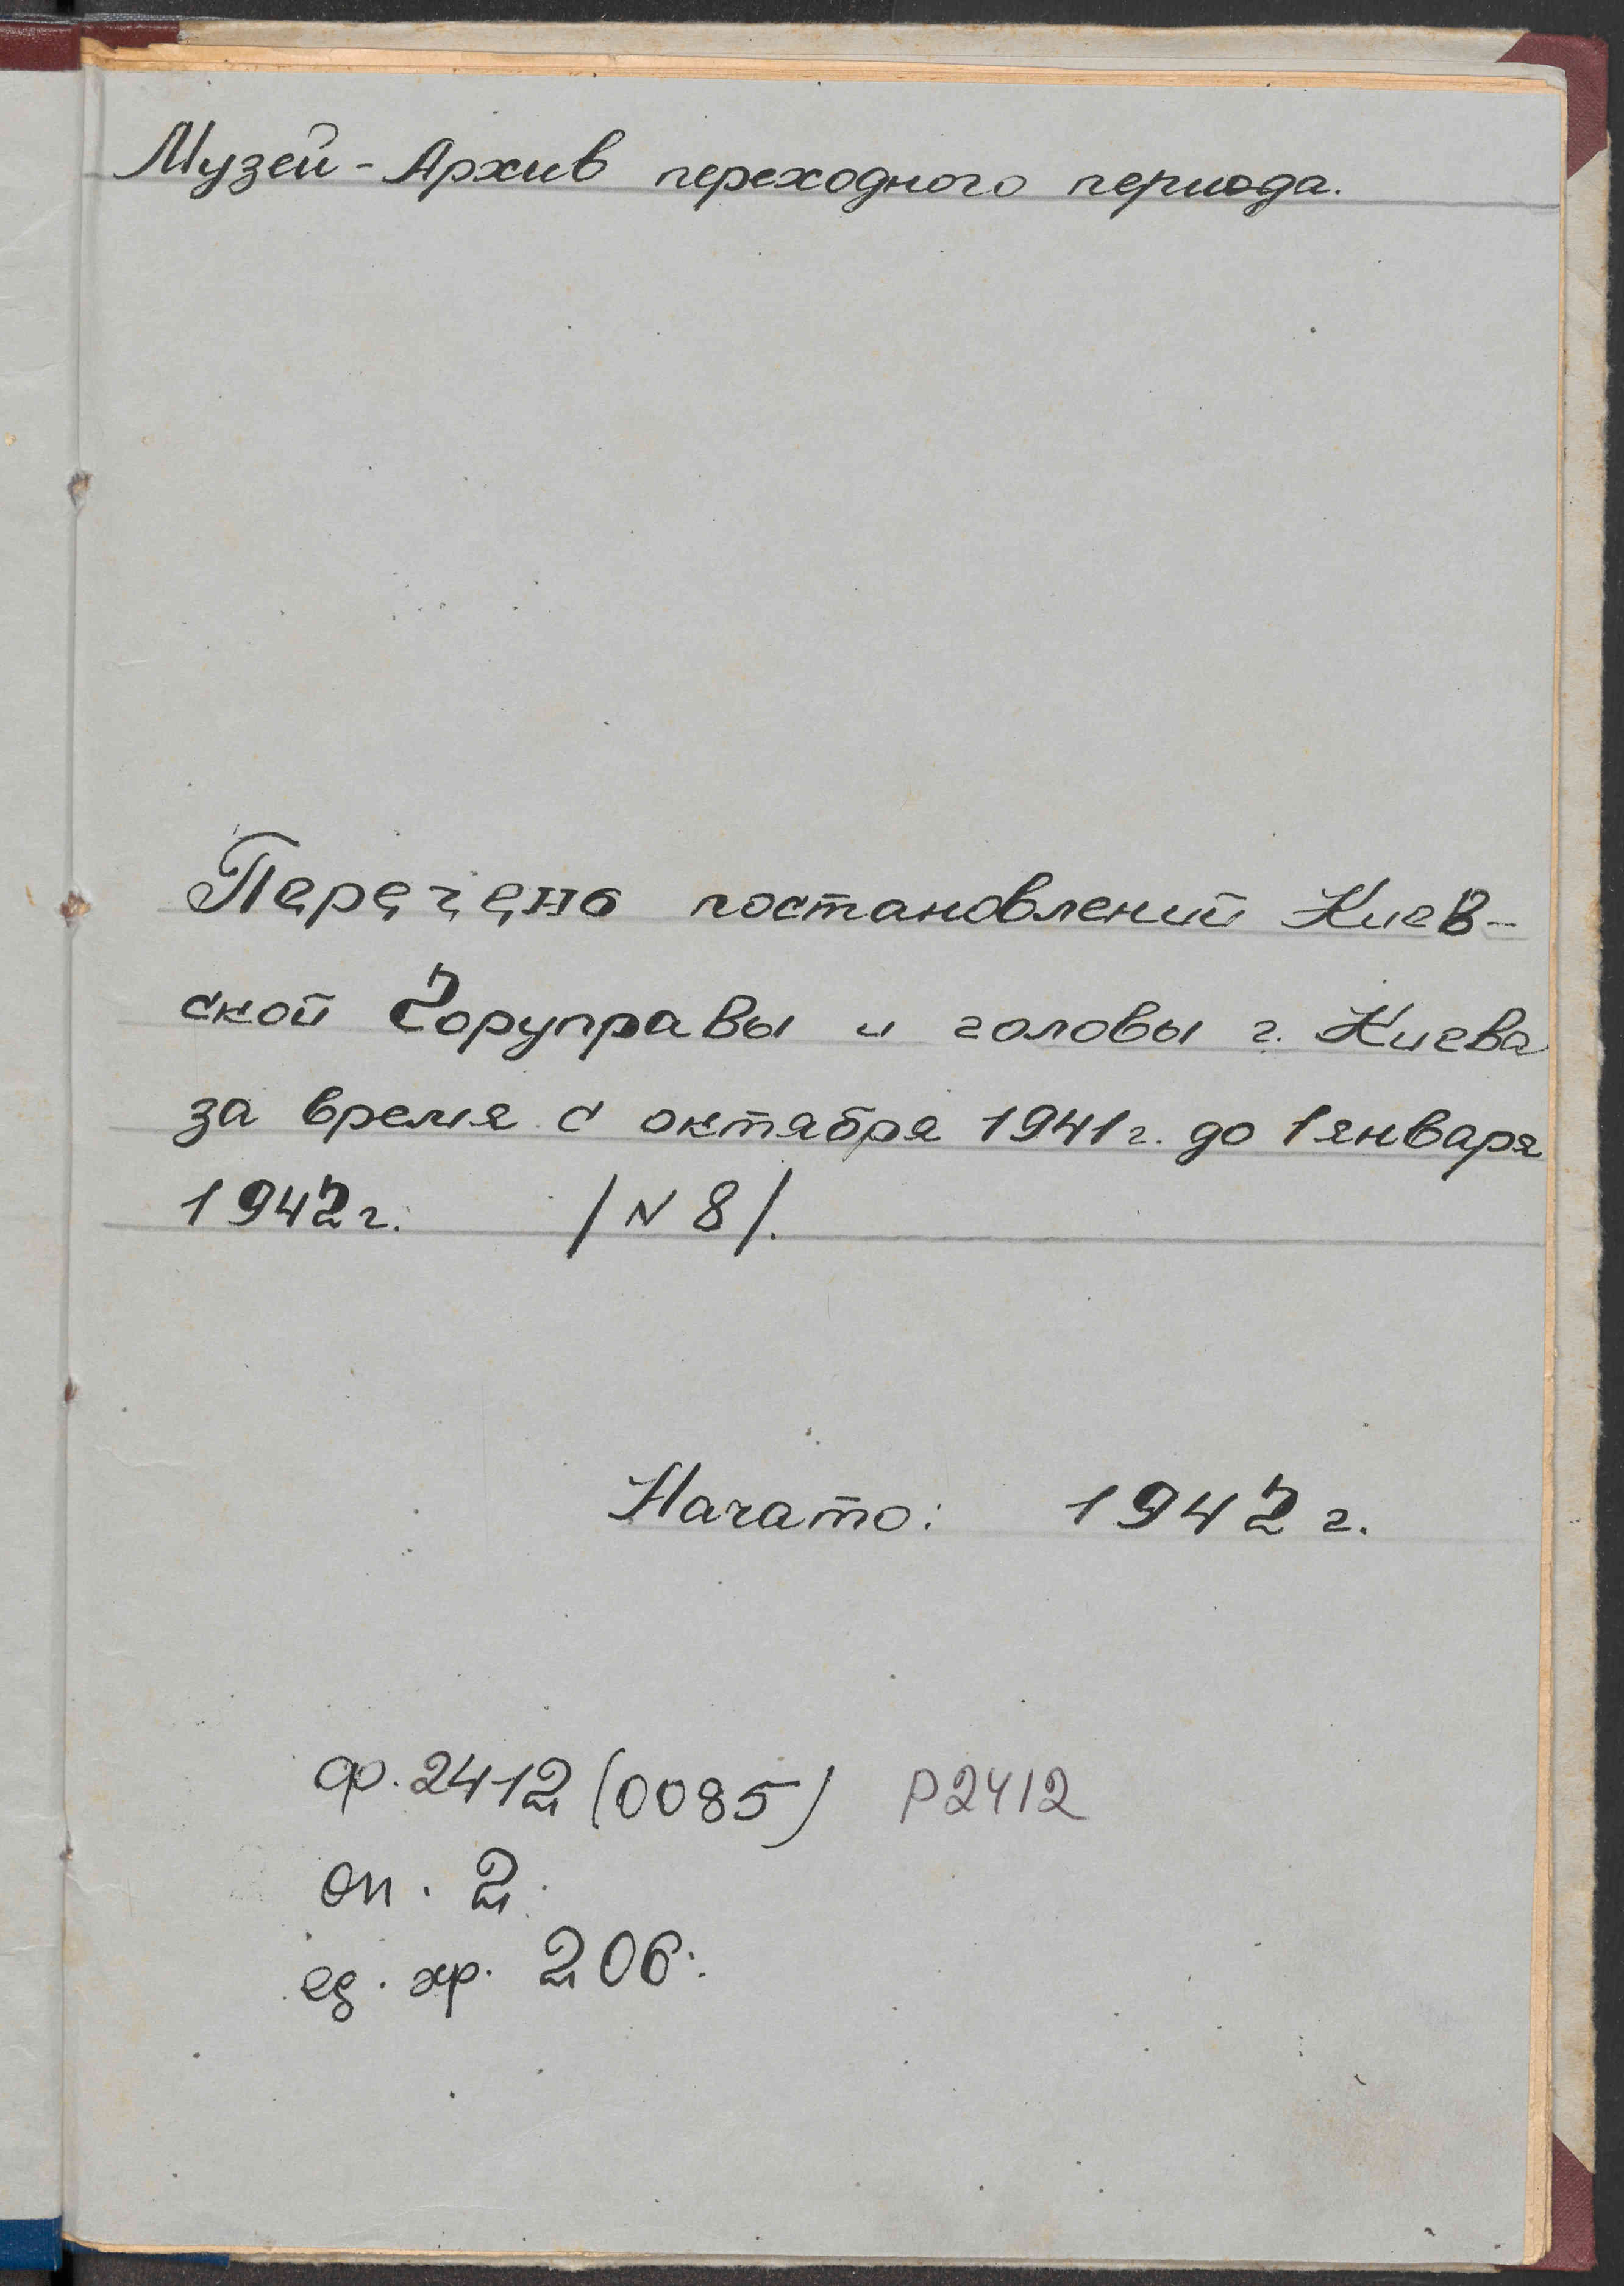 Музей - Архив переходного периода.
Перечень постановлений Киев-
ской Горуправы и головы г. Киева
за время с октября 1941 г. до 1 января
1942 г. / N 8 /.
Начато: 1942 г.
ф. 2412 (0085) Р2412
оп. 2.
ед. хр. 206.